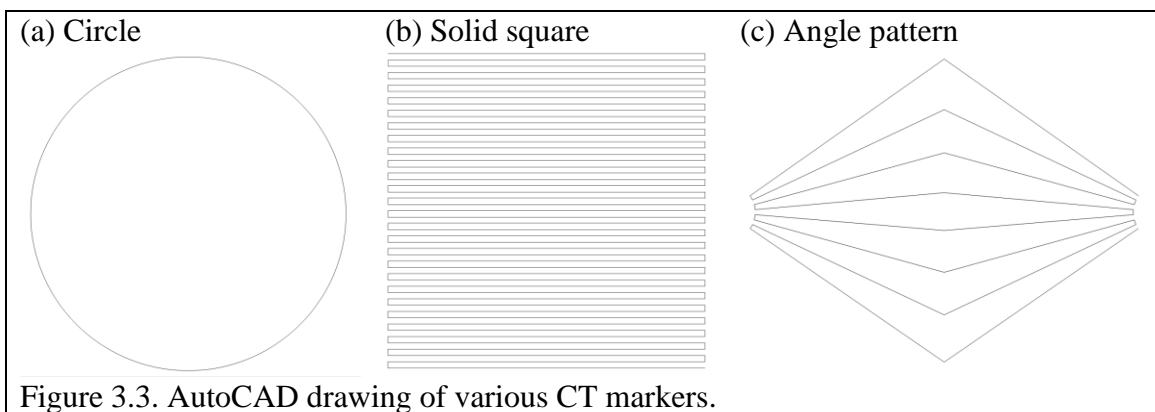 (a) Circle (b) Solid square (c) Angle pattern
Figure 3.3. AutoCAD drawing of various CT markers.